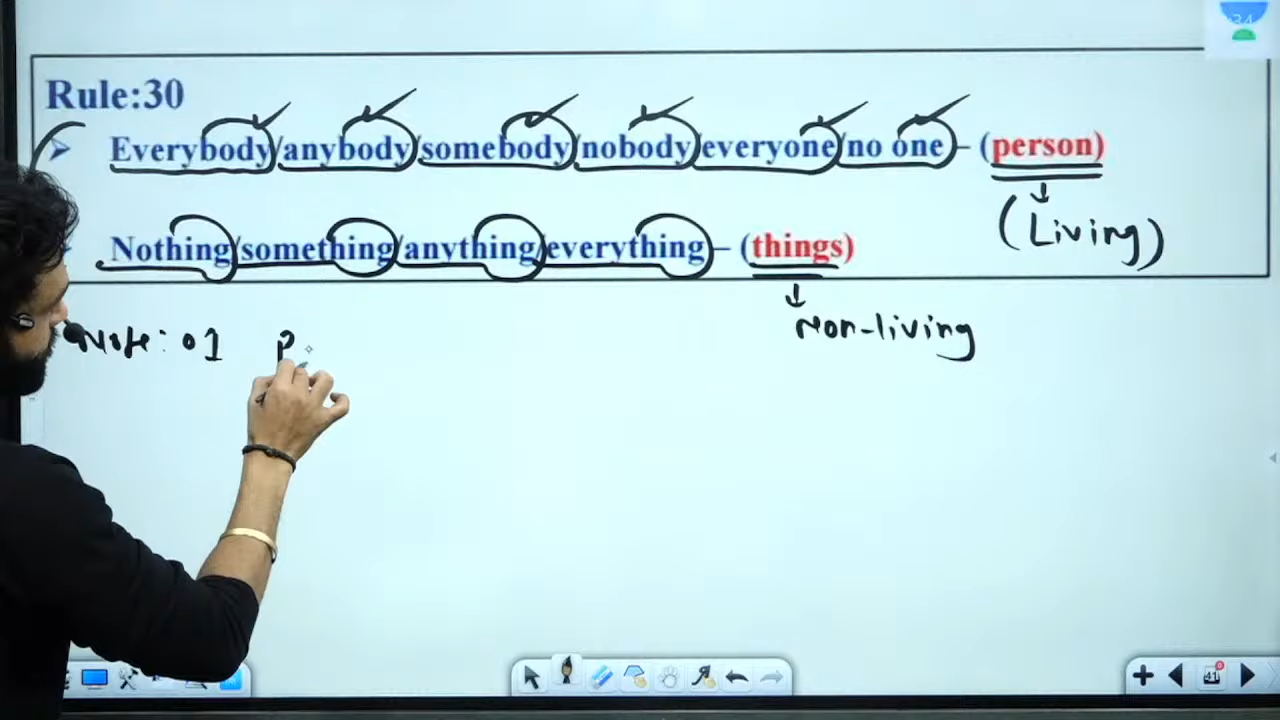 Rule:30
Everybody/anybody/somebody/nobody/everyone/no one – (person)
(Living)
Nothing/something/anything/everything – (things)
Non-living
Note: 01 P
41